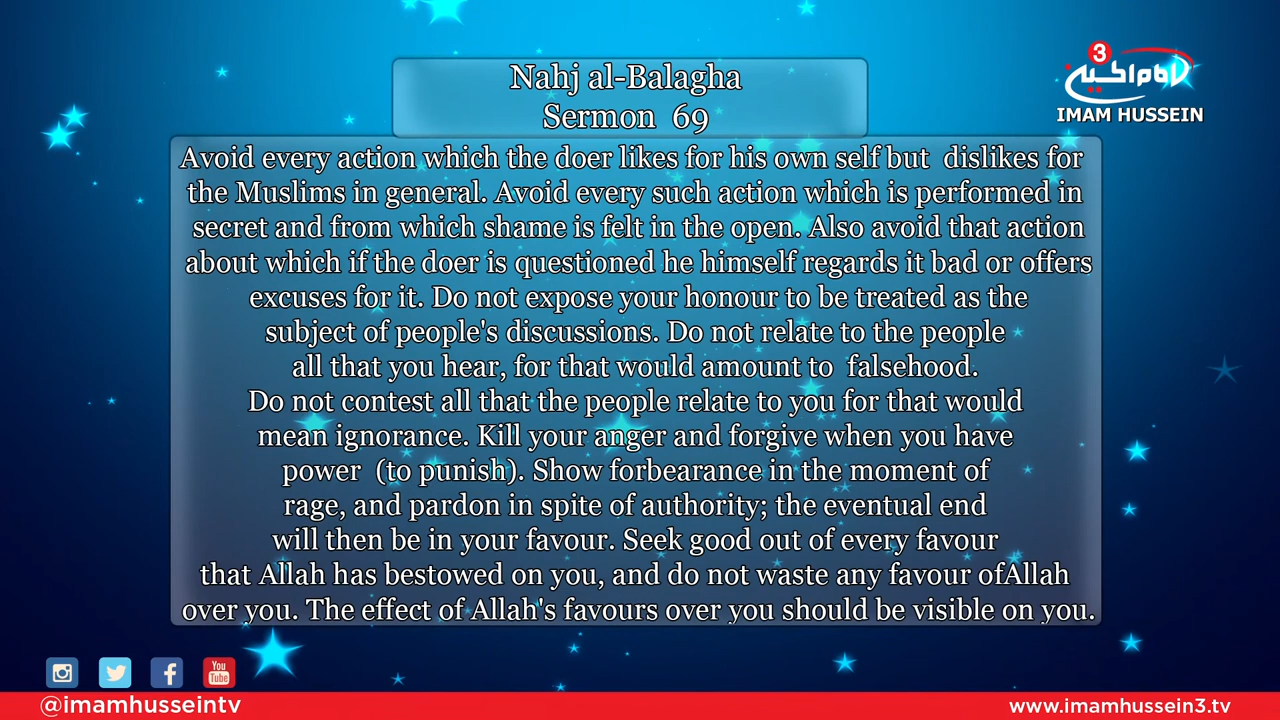 Nahj al-Balagha
Sermon 69
3
امام حسین
IMAM HUSSEIN
Avoid every action which the doer likes for his own self but dislikes for
the Muslims in general. Avoid every such action which is performed in
secret and from which shame is felt in the open. Also avoid that action
about which if the doer is questioned he himself regards it bad or offers
excuses for it. Do not expose your honour to be treated as the
subject of people's discussions. Do not relate to the people
all that you hear, for that would amount to falsehood.
Do not contest all that the people relate to you for that would
mean ignorance. Kill your anger and forgive when you have
power (to punish). Show forbearance in the moment of
rage, and pardon in spite of authority; the eventual end
will then be in your favour. Seek good out of every favour
that Allah has bestowed on you, and do not waste any favour ofAllah
over you. The effect of Allah's favours over you should be visible on you.
You
Tube
@imamhusseintv
www.imamhussein3.tv